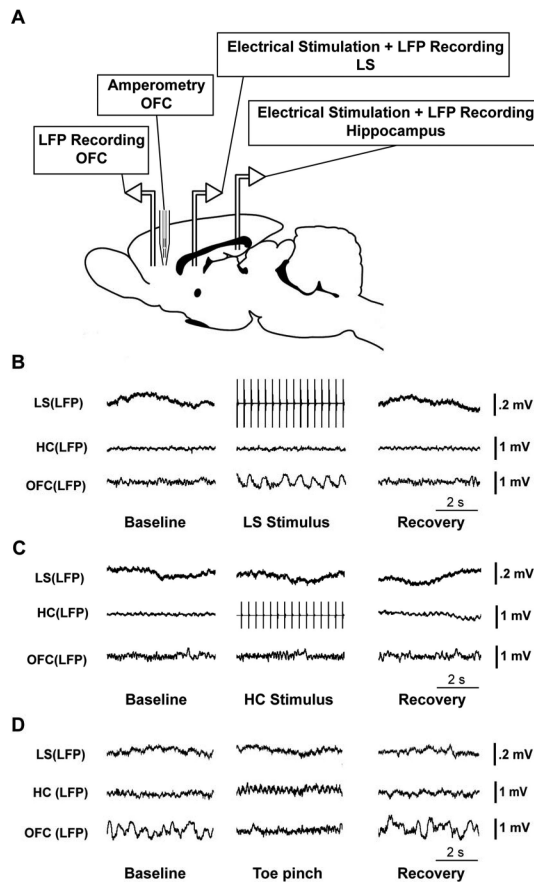 A
Electrical Stimulation + LFP Recording
LS
Amperometry
OFC
Electrical Stimulation + LFP Recording
Hippocampus
LFP Recording
OFC
B
LS(LFP)
.2 mV
HC(LFP)
1 mV
OFC(LFP)
1 mV
2 s
Baseline
LS Stimulus
Recovery
C
LS(LFP)
.2 mV
HC(LFP)
1 mV
OFC(LFP)
1 mV
2 s
Baseline
HC Stimulus
Recovery
D
LS(LFP)
.2 mV
HC (LFP)
1 mV
OFC (LFP)
1 mV
2 s
Baseline
Toe pinch
Recovery